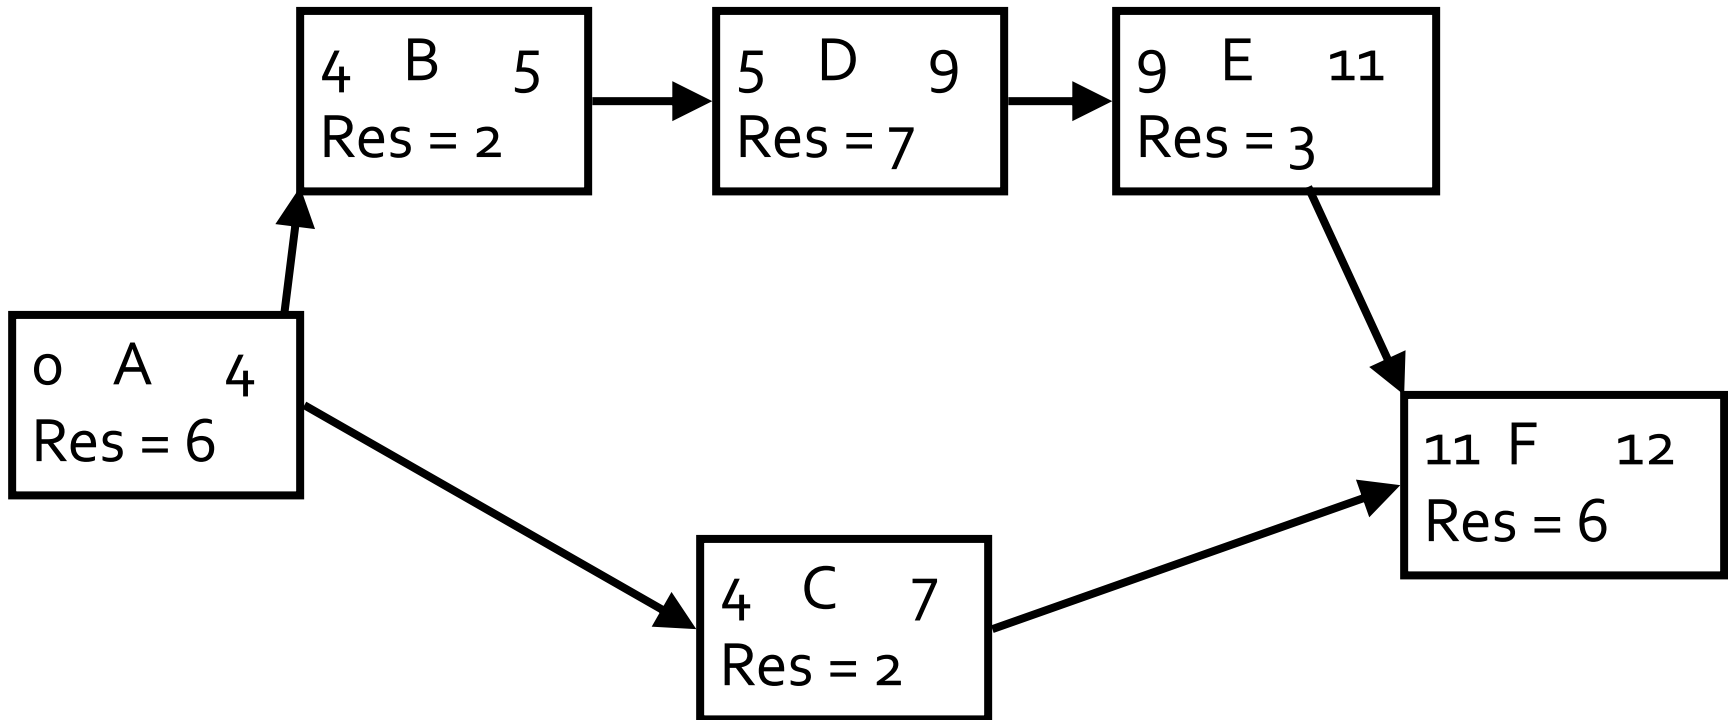 4 B 5
Res = 2
5 D 9
Res = 7
9 E 11
Res = 3
0 A 4
Res = 6
11 F 12
Res = 6
4 C 7
Res = 2